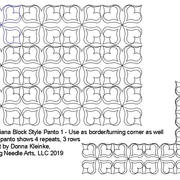 iana Block Style Panto 1 - Use as border/turning corner as well
panto shows 4 repeats, 3 rows
t by Donna Kleinke,
g Needle Arts, LLC 2019